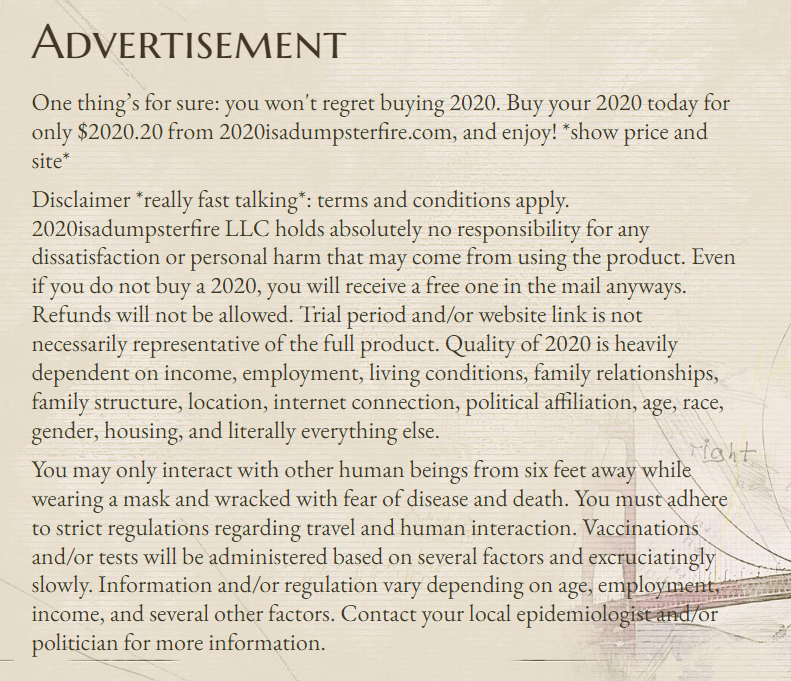 ADVERTISEMENT
One thing’s for sure: you won't regret buying 2020. Buy your 2020 today for
only $2020.20 from 2020isadumpsterfire.com, and enjoy! *show price and
site*
Disclaimer *really fast talking*: terms and conditions apply.
2020isadumpsterfire LLC holds absolutely no responsibility for any
dissatisfaction or personal harm that may come from using the product. Even
if you do not buy a 2020, you will receive a free one in the mail anyways.
Refunds will not be allowed. Trial period and/or website link is not
necessarily representative of the full product. Quality of 2020 is heavily
dependent on income, employment, living conditions, family relationships,
family structure, location, internet connection, political affiliation, age, race,
gender, housing, and literally everything else.
right
You may only interact with other human beings from six feet away while
wearing a mask and wracked with fear of disease and death. You must adhere
to strict regulations regarding travel and human interaction. Vaccinations
and/or tests will be administered based on several factors and excruciatingly
slowly. Information and/or regulation vary depending on age, employment,
income, and several other factors. Contact your local epidemiologist and/or
politician for more information.